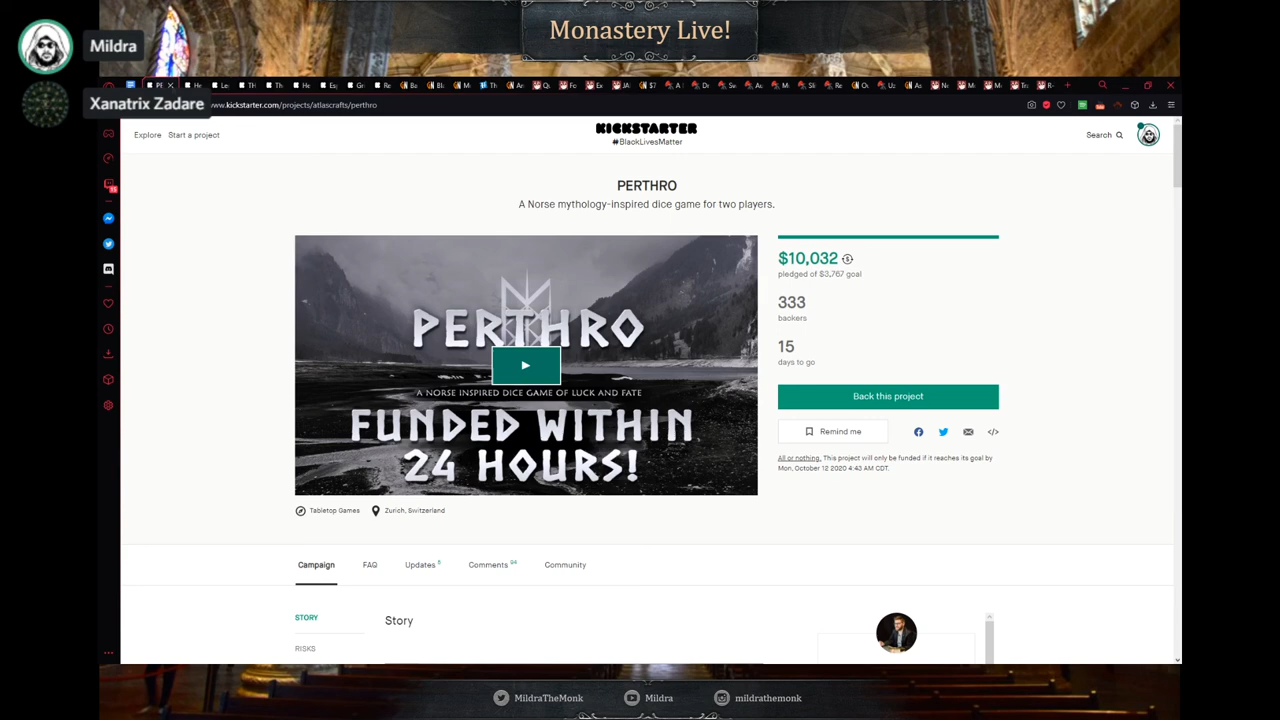 Monastery Live!
Mildra
Xanatrix Zadare
www.kickstarter.com/projects/atlascrafts/perthro
Explore Start a project
KICKSTARTER
#BlackLivesMatter
Search
PERTHRO
A Norse mythology-inspired dice game for two players.
PERTHRO
A NORSE INSPIRED DICE GAME OF LUCK AND FATE
FUNDED WITHIN
24 HOURS!
$10,032
pledged of $3,767 goal
333
backers
15
days to go
Back this project
Remind me
All or nothing. This project will only be funded if it reaches its goal by
Mon, October 12 2020 4:43 AM CDT.
Tabletop Games Zurich, Switzerland
Campaign FAQ Updates 5 Comments 94 Community
STORY
Story
RISKS
MildraTheMonk Mildra mildrathemonk